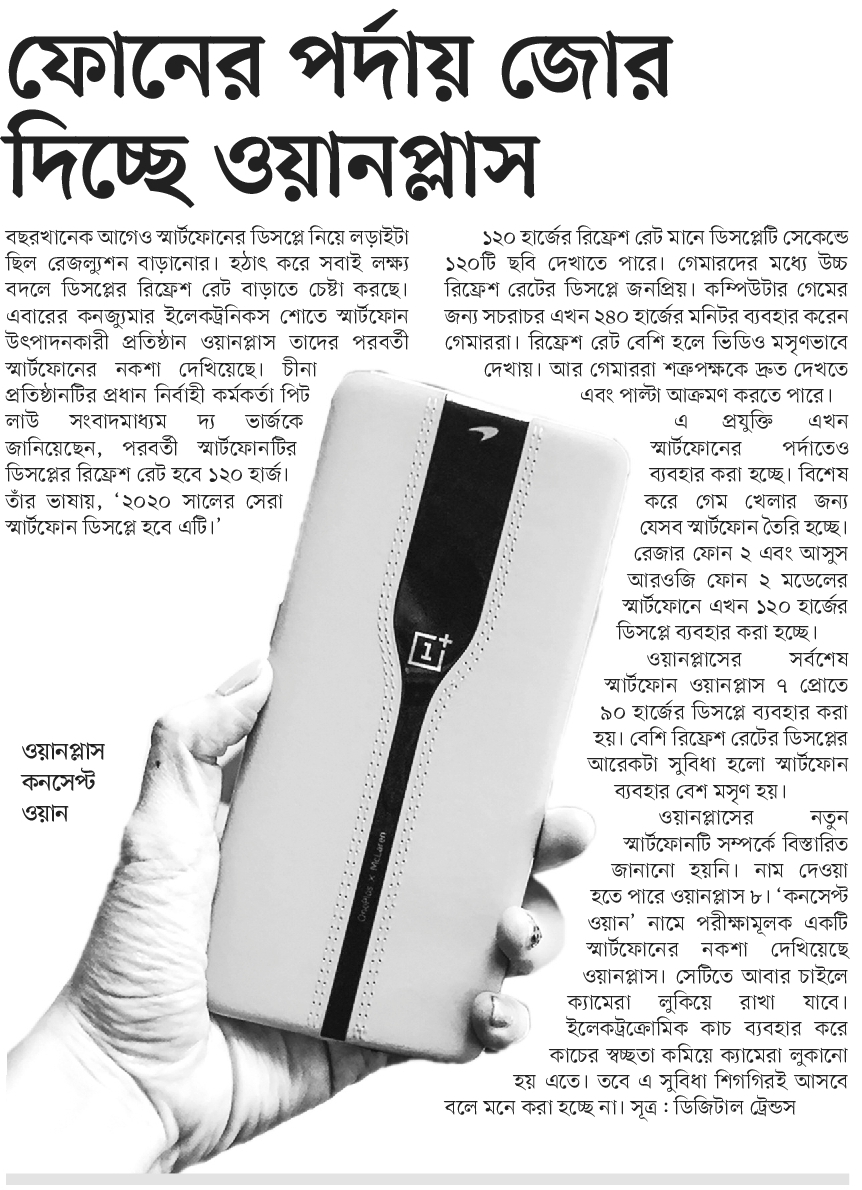 ফোনের পর্দায় জোর
দিচ্ছে ওয়ানপ্লাস
বছরখানেক আগেও স্মার্টফোনের ডিসপ্লে নিয়ে লড়াইটা
ছিল রেজল্যুশন বাড়ানোর। হঠাৎ করে সবাই লক্ষ্য
বদলে ডিসপ্লের রিফ্রেশ রেট বাড়াতে চেষ্টা করছে।
এবারের কনজ্যুমার ইলেকট্রনিকস শোতে স্মার্টফোন
উৎপাদনকারী প্রতিষ্ঠান ওয়ানপ্লাস তাদের পরবর্তী
স্মার্টফোনের নকশা দেখিয়েছে। চীনা
প্রতিষ্ঠানটির প্রধান নির্বাহী কর্মকর্তা পিট
লাউ সংবাদমাধ্যম দ্য ভার্জকে
জানিয়েছেন, পরবর্তী স্মার্টফোনটির
ডিসপ্লের রিফ্রেশ রেট হবে ১২০ হার্জ।
তাঁর ভাষায়, ‘২০২০ সালের সেরা
স্মার্টফোন ডিসপ্লে হবে এটি।’
ওয়ানপ্লাস
কনসেপ্ট
ওয়ান
OnePlus × McLaren
১২০ হার্জের রিফ্রেশ রেট মানে ডিসপ্লেটি সেকেন্ডে
১২০টি ছবি দেখাতে পারে। গেমারদের মধ্যে উচ্চ
রিফ্রেশ রেটের ডিসপ্লে জনপ্রিয়। কম্পিউটার গেমের
জন্য সচরাচর এখন ২৪০ হার্জের মনিটর ব্যবহার করেন
গেমাররা। রিফ্রেশ রেট বেশি হলে ভিডিও মসৃণভাবে
দেখায়। আর গেমাররা শত্রুপক্ষকে দ্রুত দেখতে
এবং পাল্টা আক্রমণ করতে পারে।
এ প্রযুক্তি এখন
স্মার্টফোনের পর্দাতেও
ব্যবহার করা হচ্ছে। বিশেষ
করে গেম খেলার জন্য
যেসব স্মার্টফোন তৈরি হচ্ছে।
রেজার ফোন ২ এবং আসুস
আরওজি ফোন ২ মডেলের
স্মার্টফোনে এখন ১২০ হার্জের
ডিসপ্লে ব্যবহার করা হচ্ছে।
ওয়ানপ্লাসের সর্বশেষ
স্মার্টফোন ওয়ানপ্লাস ৭ প্রোতে
৯০ হার্জের ডিসপ্লে ব্যবহার করা
হয়। বেশি রিফ্রেশ রেটের ডিসপ্লের
আরেকটা সুবিধা হলো স্মার্টফোন
ব্যবহার বেশ মসৃণ হয়।
ওয়ানপ্লাসের নতুন
স্মার্টফোনটি সম্পর্কে বিস্তারিত
জানানো হয়নি। নাম দেওয়া
হতে পারে ওয়ানপ্লাস ৮। ‘কনসেপ্ট
ওয়ান’ নামে পরীক্ষামূলক একটি
স্মার্টফোনের নকশা দেখিয়েছে
ওয়ানপ্লাস। সেটিতে আবার চাইলে
ক্যামেরা লুকিয়ে রাখা যাবে।
ইলেকট্রক্রোমিক কাচ ব্যবহার করে
কাচের স্বচ্ছতা কমিয়ে ক্যামেরা লুকানো
হয় এতে। তবে এ সুবিধা শিগগিরই আসবে
বলে মনে করা হচ্ছে না। সূত্র : ডিজিটাল ট্রেন্ডস